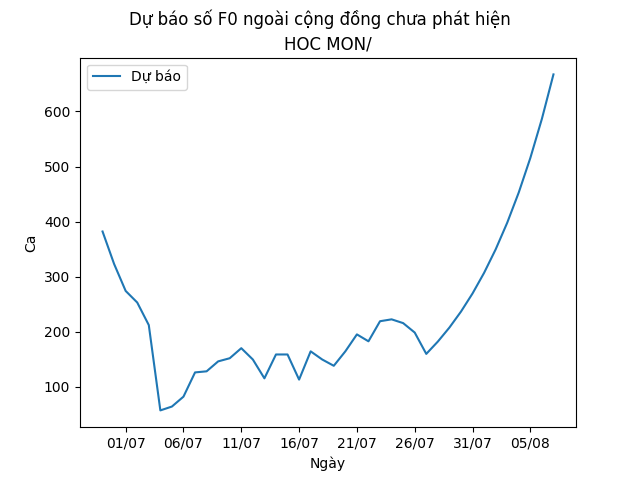 Dự báo số F0 ngoài cộng đồng chưa phát hiện
HOC MON/
Dự báo
600
500
400
300
200
100
Ca
01/07 06/07 11/07 16/07 21/07 26/07 31/07 05/08
Ngày